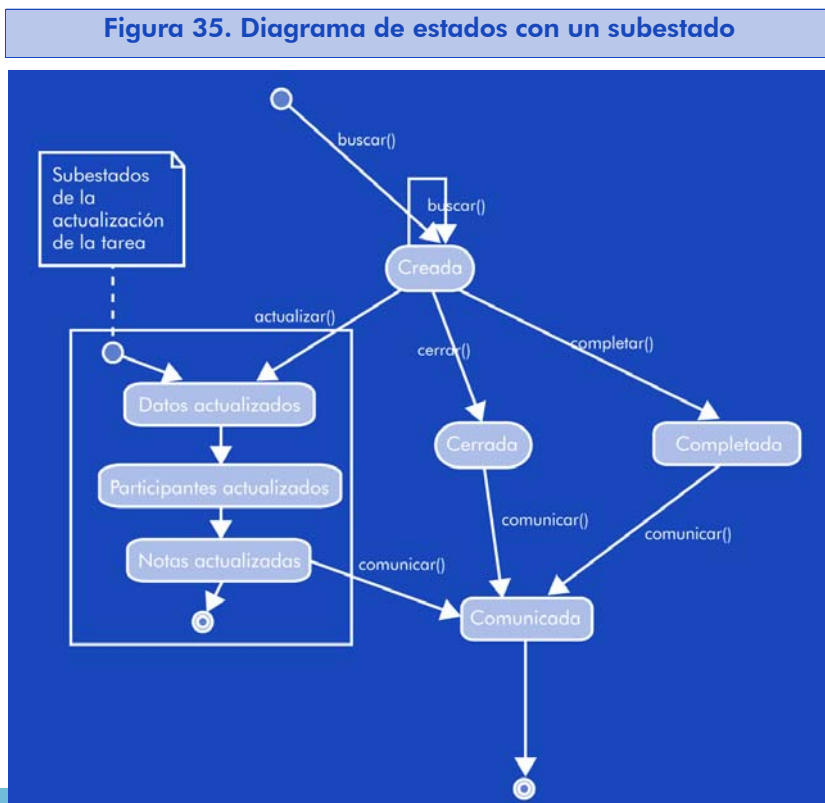 Figura 35. Diagrama de estados con un subestado
buscar()
Subestados
de la
actualización
de la tarea
buscar()
Creada
actualizar()
cerrar()
completar()
Datos actualizados
Cerrada
Completada
Participantes actualizados
comunicar()
comunicar()
Notas actualizadas
comunicar()
Comunicada